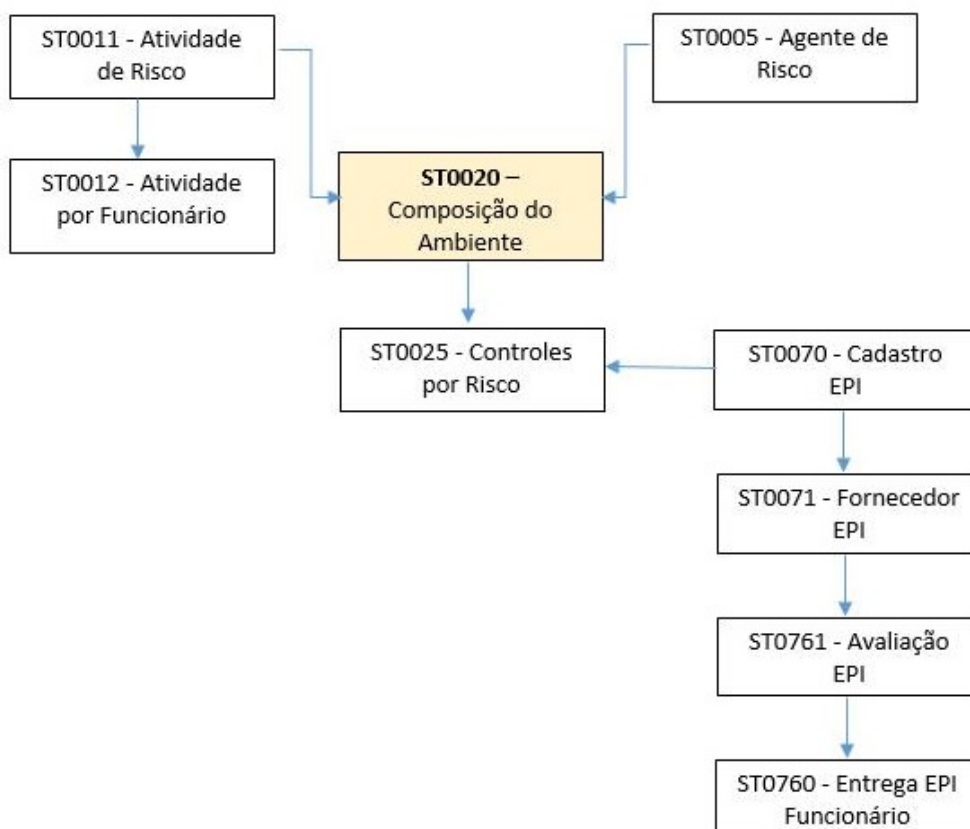 ST0011 - Atividade
de Risco
ST0005 - Agente de
Risco
ST0012 - Atividade
por Funcionário
ST0020 –
Composição do
Ambiente
ST0025 - Controles
por Risco
ST0070 - Cadastro
EPI
ST0071 - Fornecedor
EPI
ST0761 - Avaliação
EPI
ST0760 - Entrega EPI
Funcionário